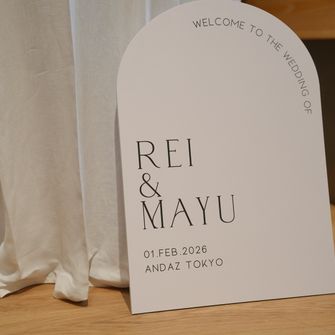 WELCOME TO THE WEDDING OF
REI
&
MAYU
01.FEB.2026
ANDAZ TOKYO